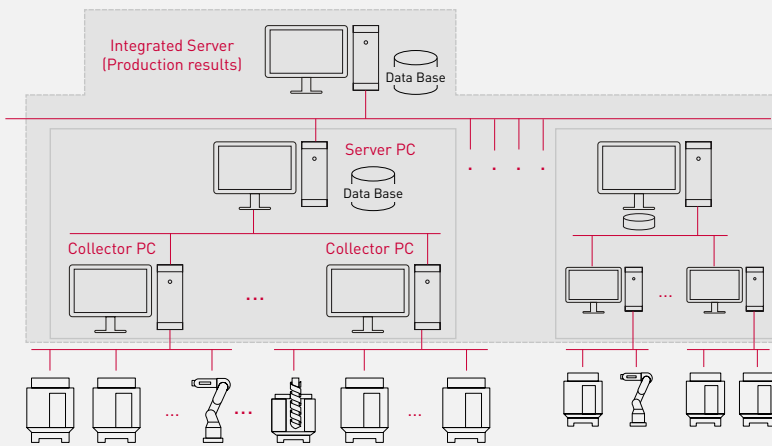 Integrated Server
(Production results)
Data Base
Server PC
Data Base
Collector PC
Collector PC
...
...
...
...
...